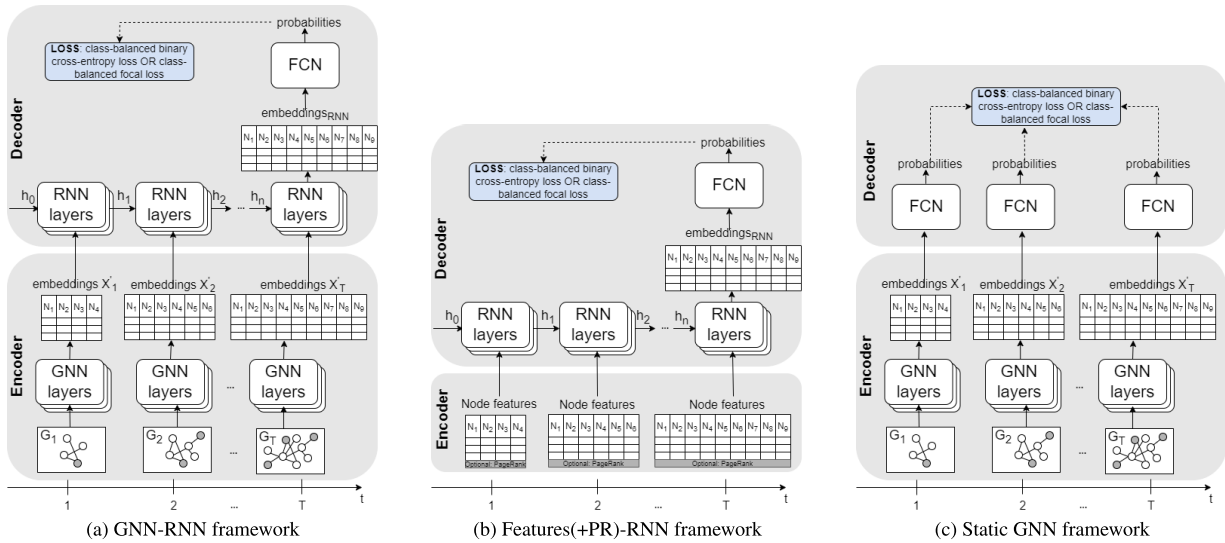 Decoder
probabilities
LOSS: class-balanced binary
cross-entropy loss OR class-
balanced focal loss
FCN
embeddingsRNN
N1 N2 N3 N4 N5 N6 N7 N8 N9
h0 RNN layers h1 RNN layers h2 ... hn RNN layers
Encoder
embeddings X'1 embeddings X'2 embeddings X'T
N1 N2 N3 N4 N1 N2 N3 N4 N5 N6 N1 N2 N3 N4 N5 N6 N7 N8 N9
GNN layers GNN layers ... GNN layers
G1 G2 ... GT
1 2 ... T t
(a) GNN-RNN framework
Decoder
probabilities
LOSS: class-balanced binary
cross-entropy loss OR class-
balanced focal loss
FCN
embeddingsRNN
N1 N2 N3 N4 N5 N6 N7 N8 N9
h0 RNN layers h1 RNN layers h2 ... hn RNN layers
Encoder
Node features Node features Node features
N1 N2 N3 N4 N1 N2 N3 N4 N5 N6 N1 N2 N3 N4 N5 N6 N7 N8 N9
Optional: PageRank Optional: PageRank Optional: PageRank
1 2 ... T t
(b) Features(+PR)-RNN framework
Decoder
LOSS: class-balanced binary
cross-entropy loss OR class-
balanced focal loss
probabilities probabilities probabilities
FCN FCN FCN
Encoder
embeddings X'1 embeddings X'2 embeddings X'T
N1 N2 N3 N4 N1 N2 N3 N4 N5 N6 N1 N2 N3 N4 N5 N6 N7 N8 N9
GNN layers GNN layers ... GNN layers
G1 G2 ... GT
1 2 ... T t
(c) Static GNN framework